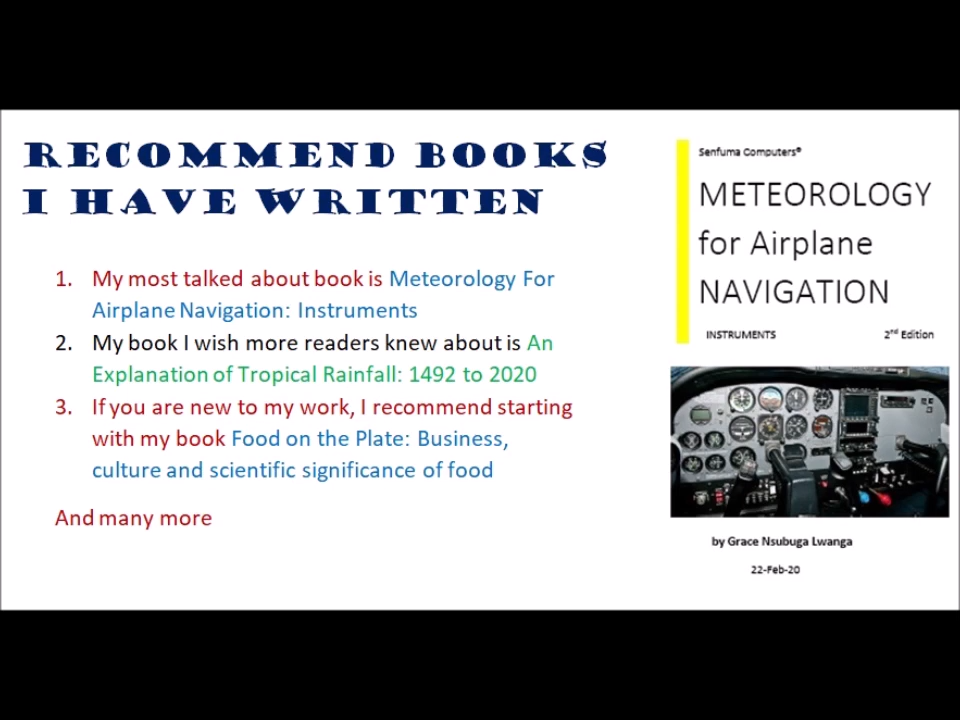 RECOMMEND BOOKS
I HAVE WRITTEN
1. My most talked about book is Meteorology For
Airplane Navigation: Instruments
2. My book I wish more readers knew about is An
Explanation of Tropical Rainfall: 1492 to 2020
3. If you are new to my work, I recommend starting
with my book Food on the Plate: Business,
culture and scientific significance of food
And many more
Senfuma Computers®
METEOROLOGY
for Airplane
NAVIGATION
INSTRUMENTS 2nd Edition
by Grace Nsubuga Lwanga
22-Feb-20